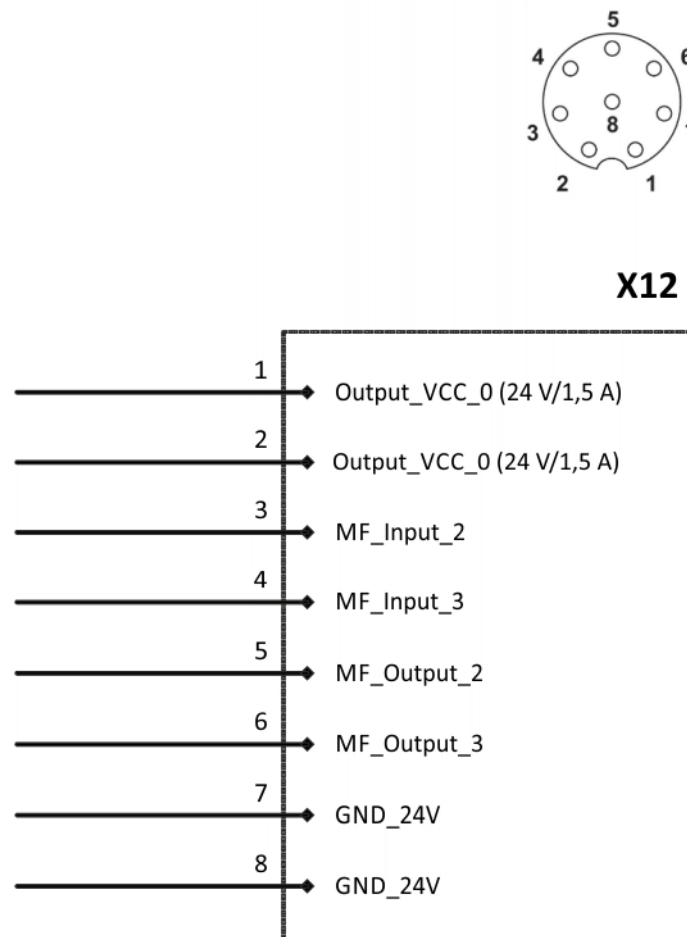 5
4
6
8
3
2
1
X12
1
Output_VCC_0 (24 V/1,5 A)
2
Output_VCC_0 (24 V/1,5 A)
3
MF_Input_2
4
MF_Input_3
5
MF_Output_2
6
MF_Output_3
7
GND_24V
8
GND_24V